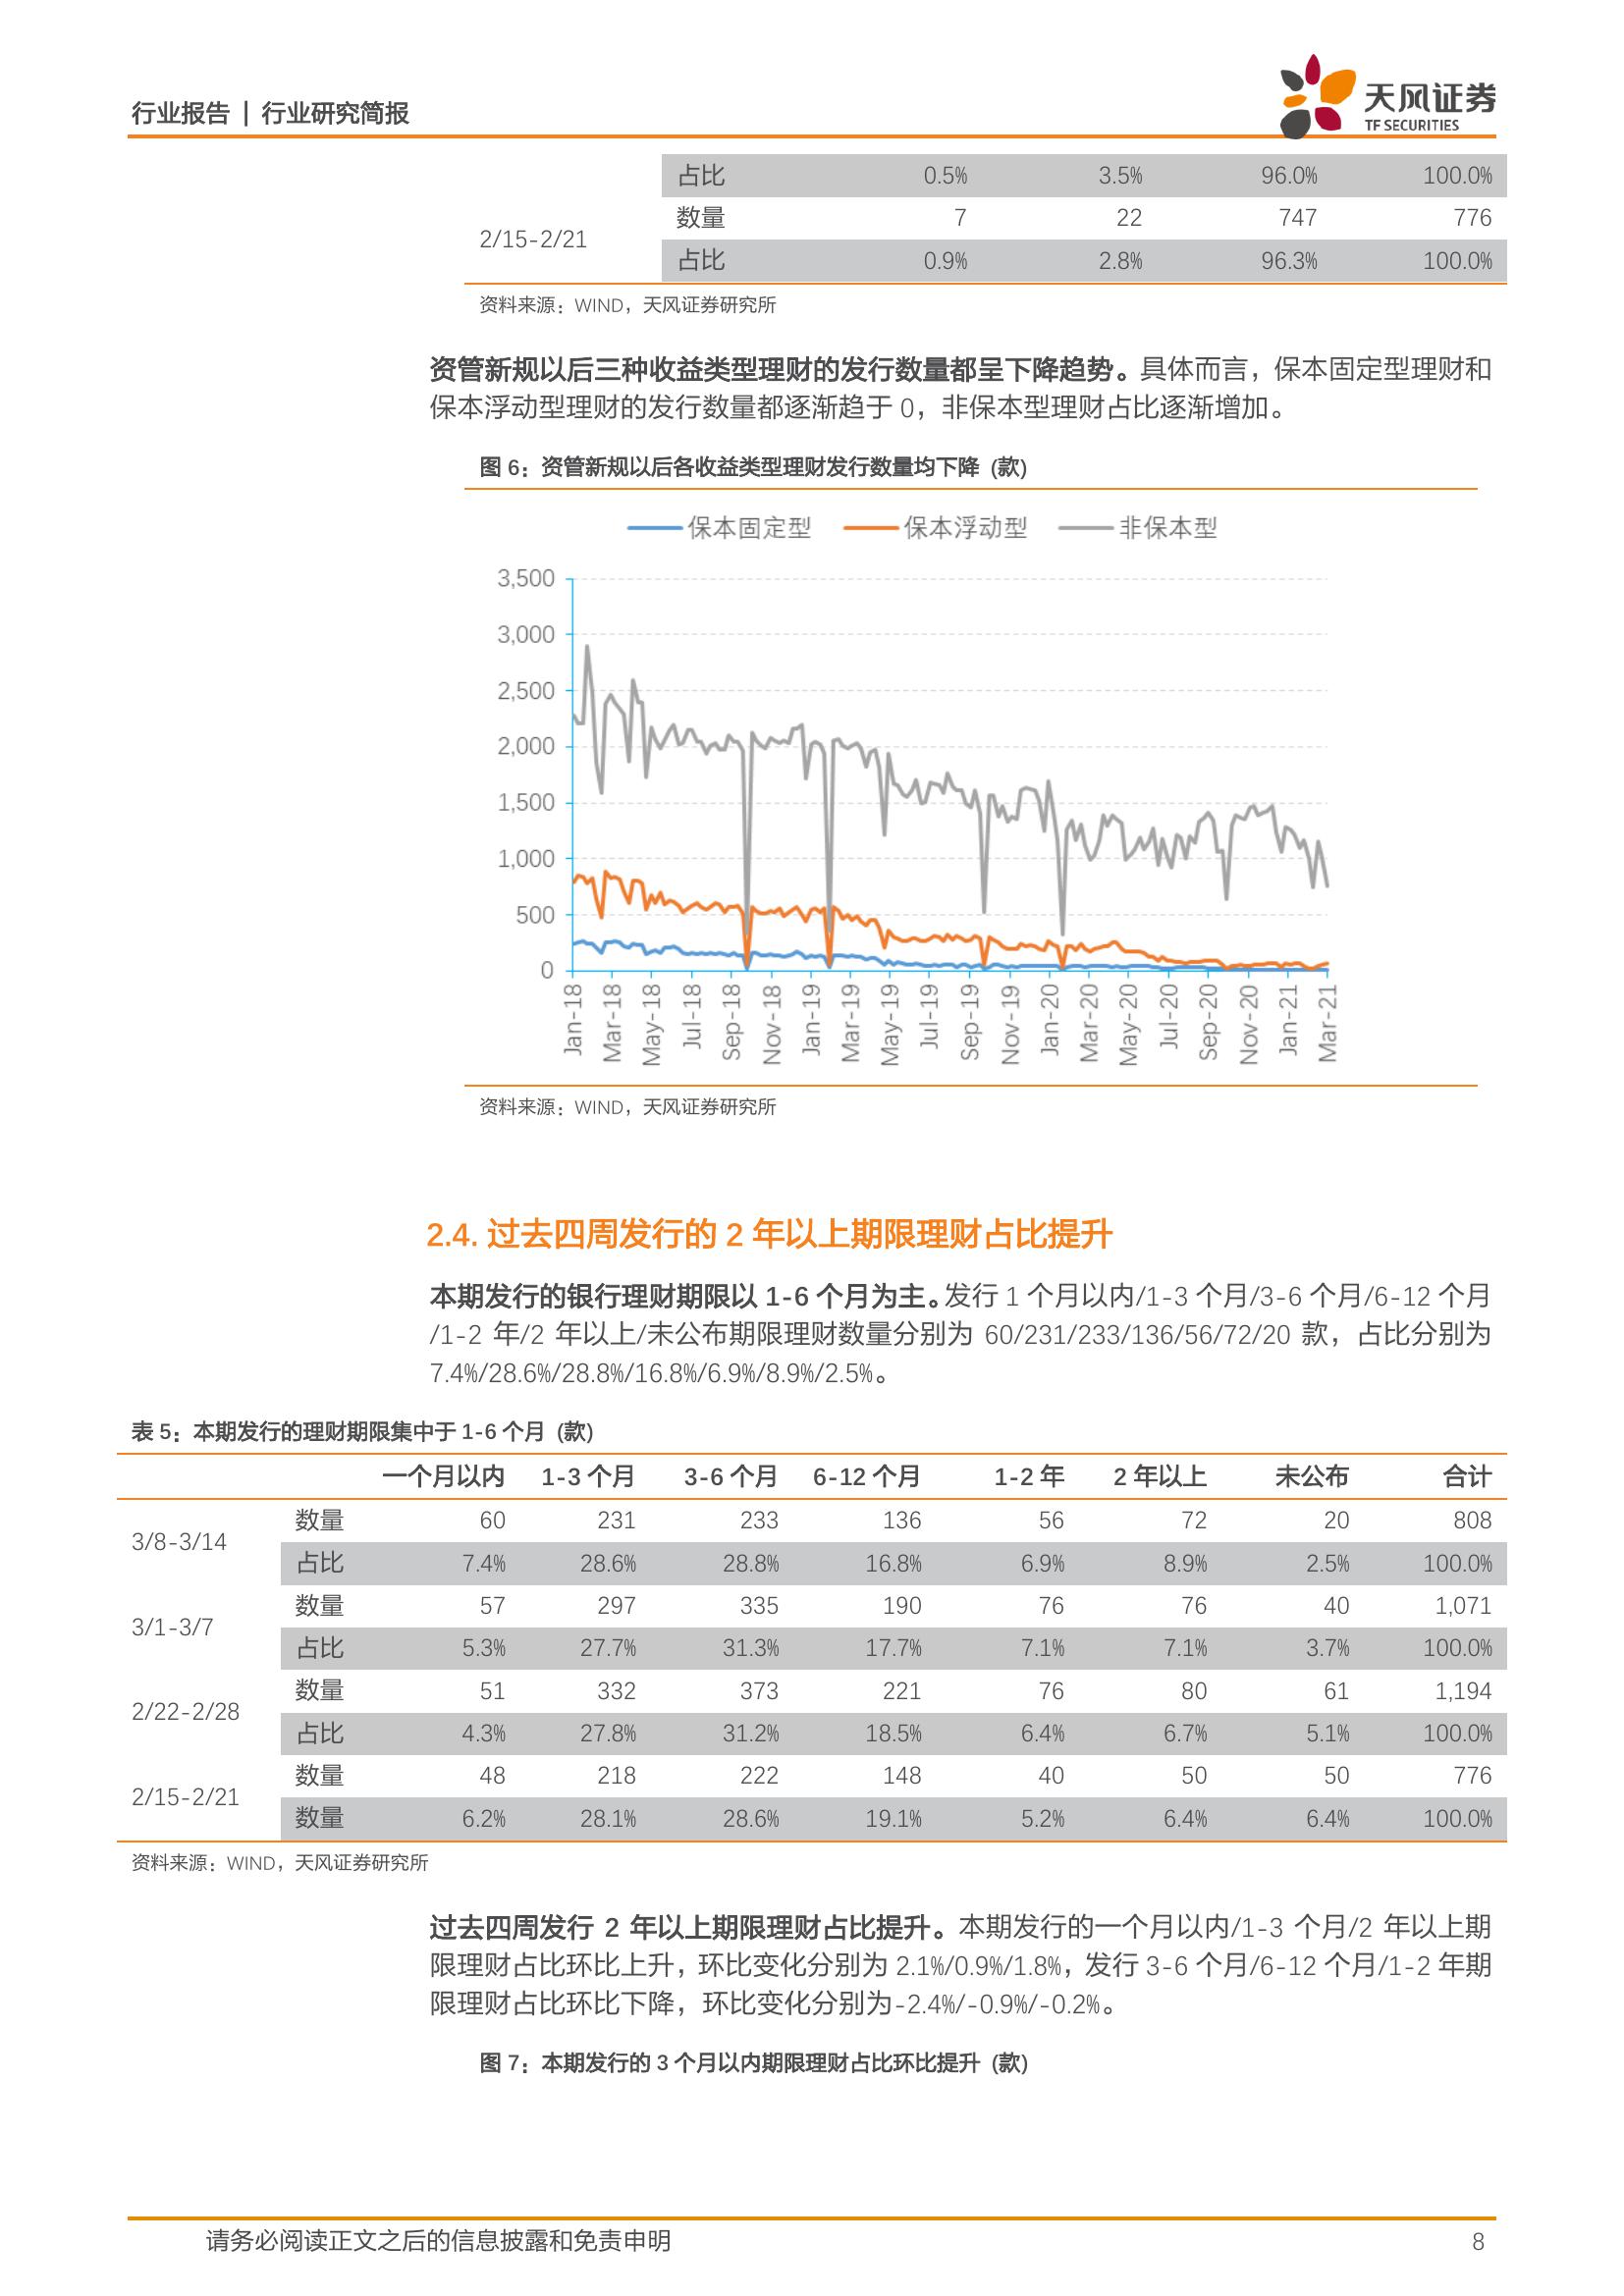 行业报告 | 行业研究简报
天风证券
TF SECURITIES
占比 0.5% 3.5% 96.0% 100.0%
2/15-2/21 数量 7 22 747 776
占比 0.9% 2.8% 96.3% 100.0%
资料来源：WIND，天风证券研究所
资管新规以后三种收益类型理财的发行数量都呈下降趋势。具体而言，保本固定型理财和
保本浮动型理财的发行数量都逐渐趋于 0，非保本型理财占比逐渐增加。
图 6：资管新规以后各收益类型理财发行数量均下降（款）
保本固定型 保本浮动型 非保本型
3,500
3,000
2,500
2,000
1,500
1,000
500
0
Jan-18 Mar-18 May-18 Jul-18 Sep-18 Nov-18 Jan-19 Mar-19 May-19 Jul-19 Sep-19 Nov-19 Jan-20 Mar-20 May-20 Jul-20 Sep-20 Nov-20 Jan-21 Mar-21
资料来源：WIND，天风证券研究所
2.4. 过去四周发行的 2 年以上期限理财占比提升
本期发行的银行理财期限以 1-6 个月为主。发行 1 个月以内/1-3 个月/3-6 个月/6-12 个月
/1-2 年/2 年以上/未公布期限理财数量分别为 60/231/233/136/56/72/20 款，占比分别为
7.4%/28.6%/28.8%/16.8%/6.9%/8.9%/2.5%。
表 5：本期发行的理财期限集中于 1-6 个月（款）
一个月以内 1-3 个月 3-6 个月 6-12 个月 1-2 年 2 年以上 未公布 合计
3/8-3/14 数量 60 231 233 136 56 72 20 808
占比 7.4% 28.6% 28.8% 16.8% 6.9% 8.9% 2.5% 100.0%
3/1-3/7 数量 57 297 335 190 76 76 40 1,071
占比 5.3% 27.7% 31.3% 17.7% 7.1% 7.1% 3.7% 100.0%
2/22-2/28 数量 51 332 373 221 76 80 61 1,194
占比 4.3% 27.8% 31.2% 18.5% 6.4% 6.7% 5.1% 100.0%
2/15-2/21 数量 48 218 222 148 40 50 50 776
数量 6.2% 28.1% 28.6% 19.1% 5.2% 6.4% 6.4% 100.0%
资料来源：WIND，天风证券研究所
过去四周发行 2 年以上期限理财占比提升。本期发行的一个月以内/1-3 个月/2 年以上期
限理财占比环比上升，环比变化分别为 2.1%/0.9%/1.8%，发行 3-6 个月/6-12 个月/1-2 年期
限理财占比环比下降，环比变化分别为-2.4%/-0.9%/-0.2%。
图 7：本期发行的 3 个月以内期限理财占比环比提升（款）
请务必阅读正文之后的信息披露和免责申明 8